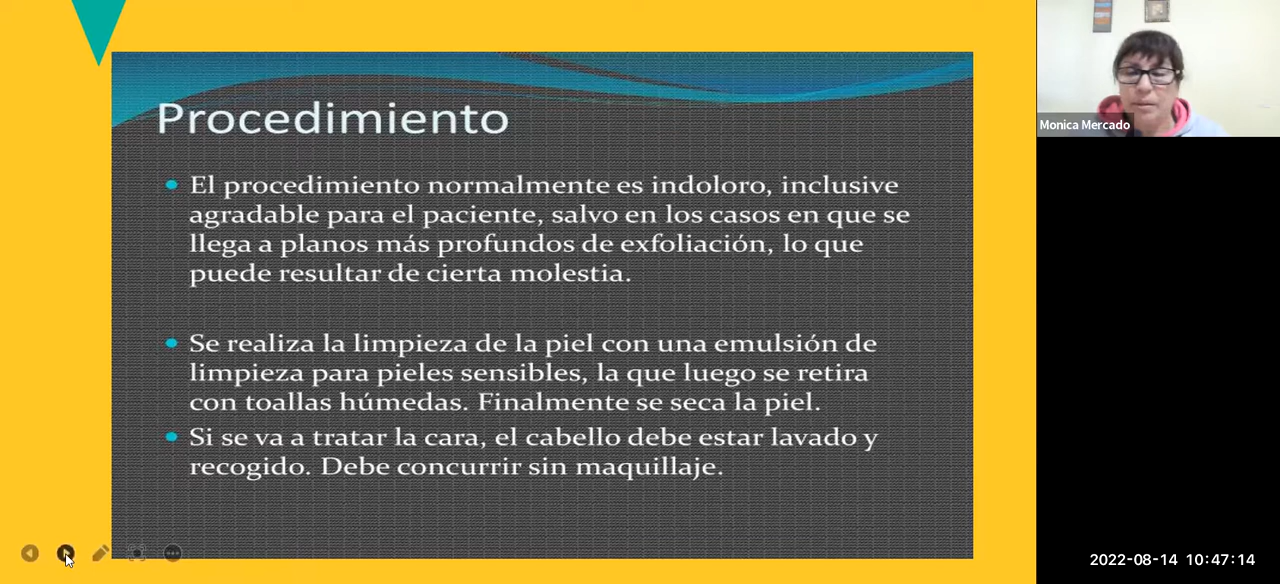 Procedimiento
El procedimiento normalmente es indoloro, inclusive
agradable para el paciente, salvo en los casos en que se
llega a planos más profundos de exfoliación, lo que
puede resultar de cierta molestia.
Se realiza la limpieza de la piel con una emulsión de
limpieza para pieles sensibles, la que luego se retira
con toallas húmedas. Finalmente se seca la piel.
Si se va a tratar la cara, el cabello debe estar lavado y
recogido. Debe concurrir sin maquillaje.
Monica Mercado
2022-08-14 10:47:14